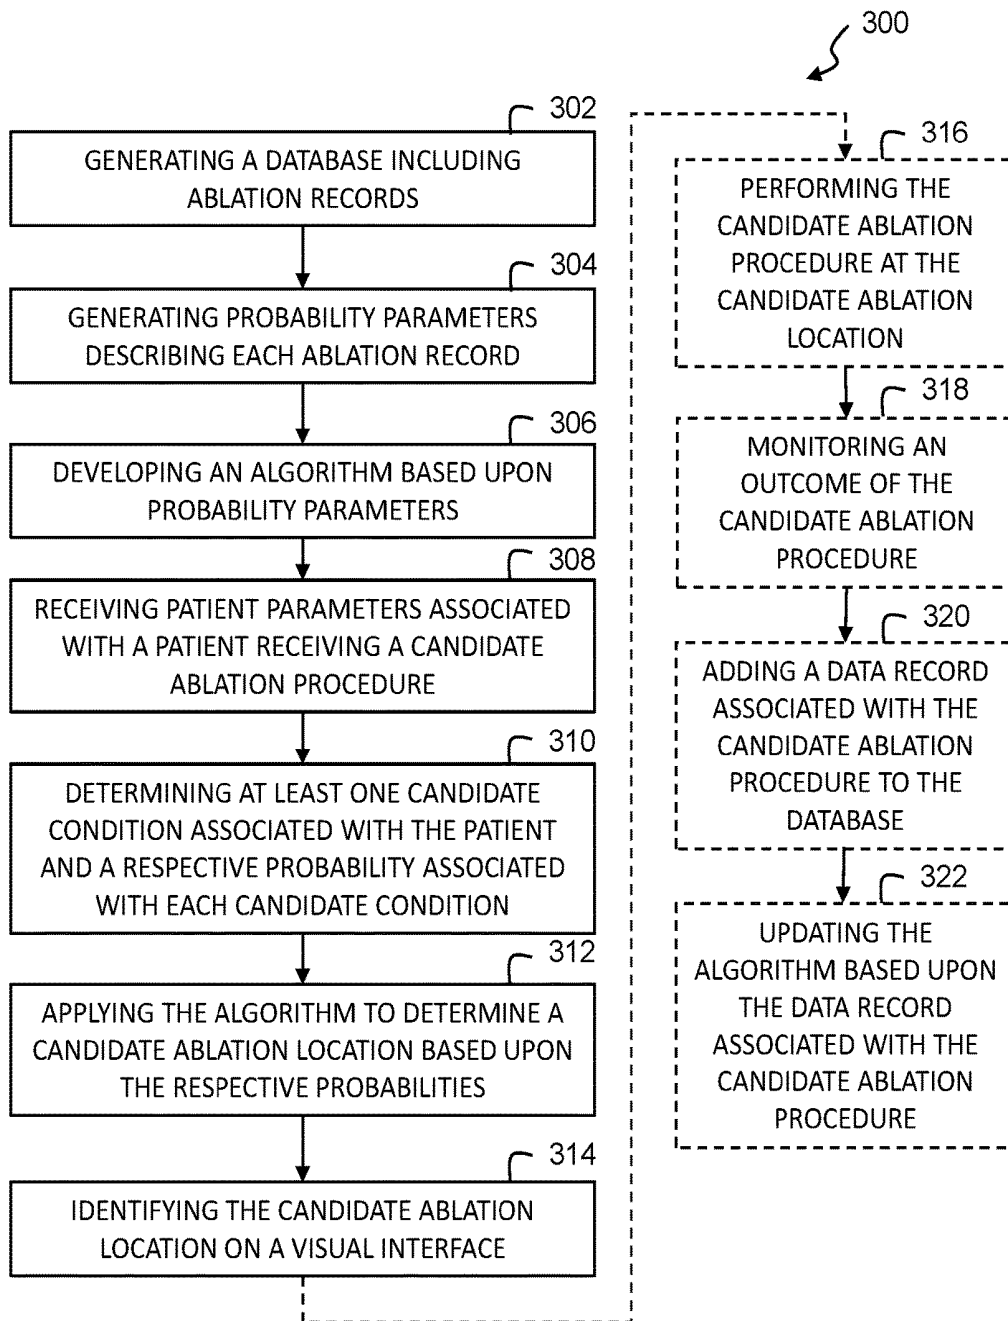 300
302
GENERATING A DATABASE INCLUDING
ABLATION RECORDS
304
GENERATING PROBABILITY PARAMETERS
DESCRIBING EACH ABLATION RECORD
306
DEVELOPING AN ALGORITHM BASED UPON
PROBABILITY PARAMETERS
308
RECEIVING PATIENT PARAMETERS ASSOCIATED
WITH A PATIENT RECEIVING A CANDIDATE
ABLATION PROCEDURE
310
DETERMINING AT LEAST ONE CANDIDATE
CONDITION ASSOCIATED WITH THE PATIENT
AND A RESPECTIVE PROBABILITY ASSOCIATED
WITH EACH CANDIDATE CONDITION
312
APPLYING THE ALGORITHM TO DETERMINE A
CANDIDATE ABLATION LOCATION BASED UPON
THE RESPECTIVE PROBABILITIES
314
IDENTIFYING THE CANDIDATE ABLATION
LOCATION ON A VISUAL INTERFACE
316
PERFORMING THE
CANDIDATE ABLATION
PROCEDURE AT THE
CANDIDATE ABLATION
LOCATION
318
MONITORING AN
OUTCOME OF THE
CANDIDATE ABLATION
PROCEDURE
320
ADDING A DATA RECORD
ASSOCIATED WITH THE
CANDIDATE ABLATION
PROCEDURE TO THE
DATABASE
322
UPDATING THE
ALGORITHM BASED UPON
THE DATA RECORD
ASSOCIATED WITH THE
CANDIDATE ABLATION
PROCEDURE